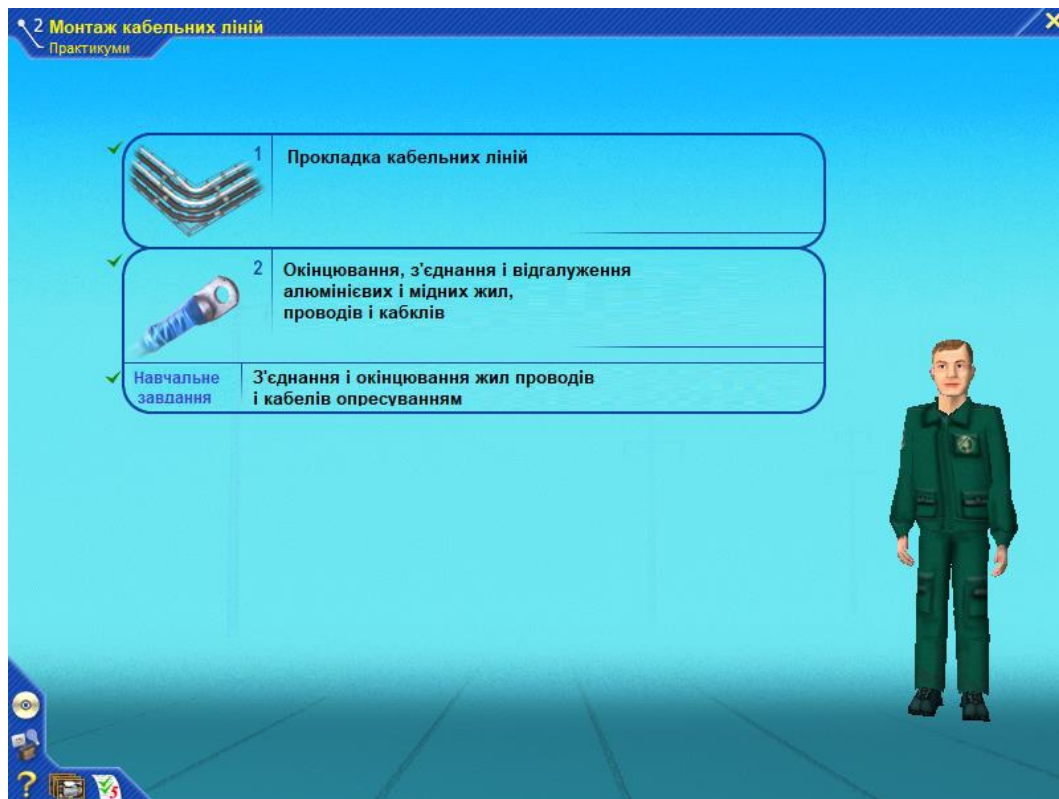 2 Монтаж кабельних ліній
Практикуми
1 Прокладка кабельних ліній
2 Окінцювання, з'єднання і відгалуження
алюмінієвих і мідних жил,
проводів і кабклів
Навчальне
завдання
З'єднання і окінцювання жил проводів
і кабелів опресуванням
?
5